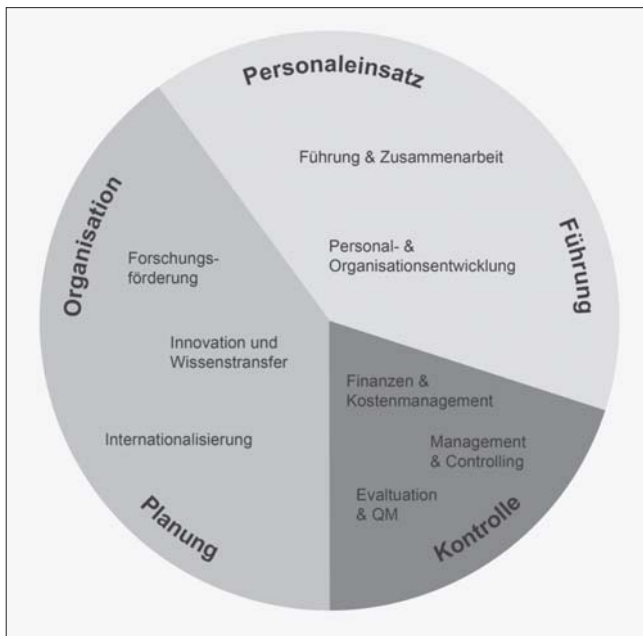 Personaleinsatz
Führung & Zusammenarbeit
Personal- &
Organisationsentwicklung
Führung
Organisation
Forschungs-
förderung
Innovation und
Wissenstransfer
Internationalisierung
Planung
Finanzen &
Kostenmanagement
Management
& Controlling
Evaltuation
& QM
Kontrolle